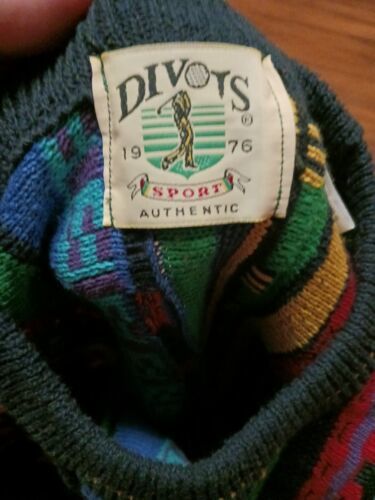 DIVOTS®
19 76
SPORT
AUTHENTIC